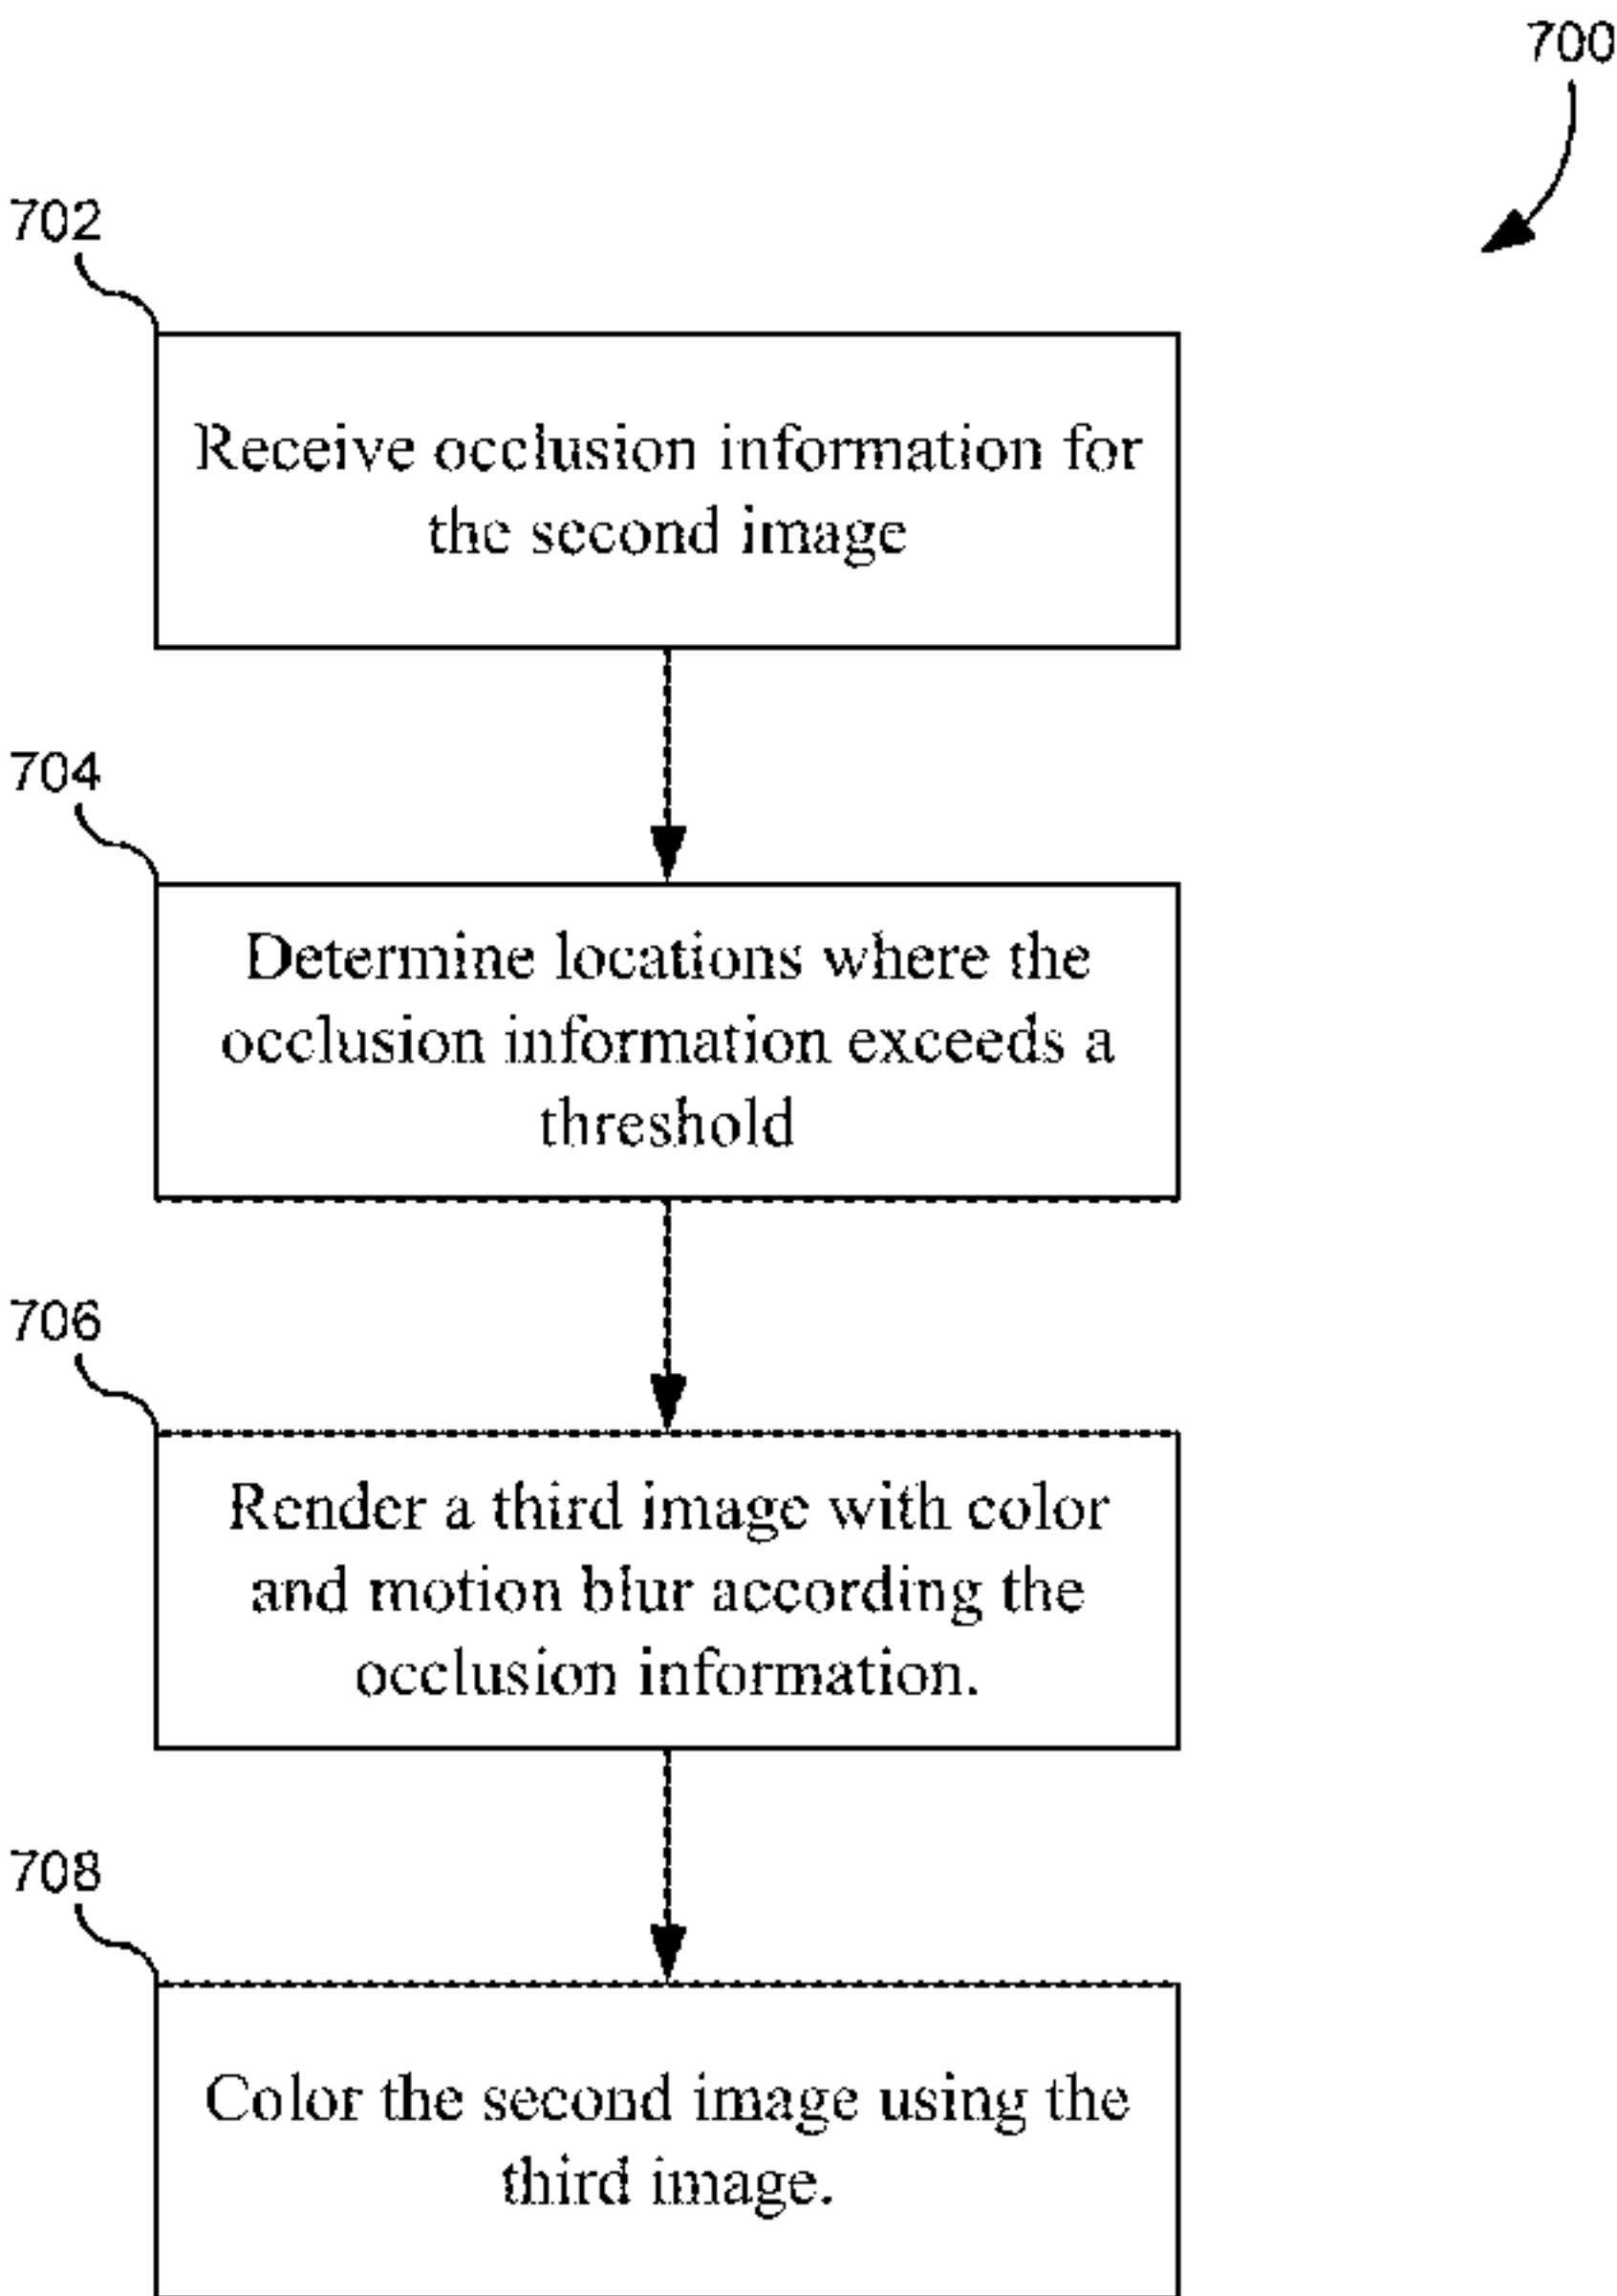 700
702
Receive occlusion information for
the second image
704
Determine locations where the
occlusion information exceeds a
threshold
706
Render a third image with color
and motion blur according the
occlusion information.
708
Color the second image using the
third image.